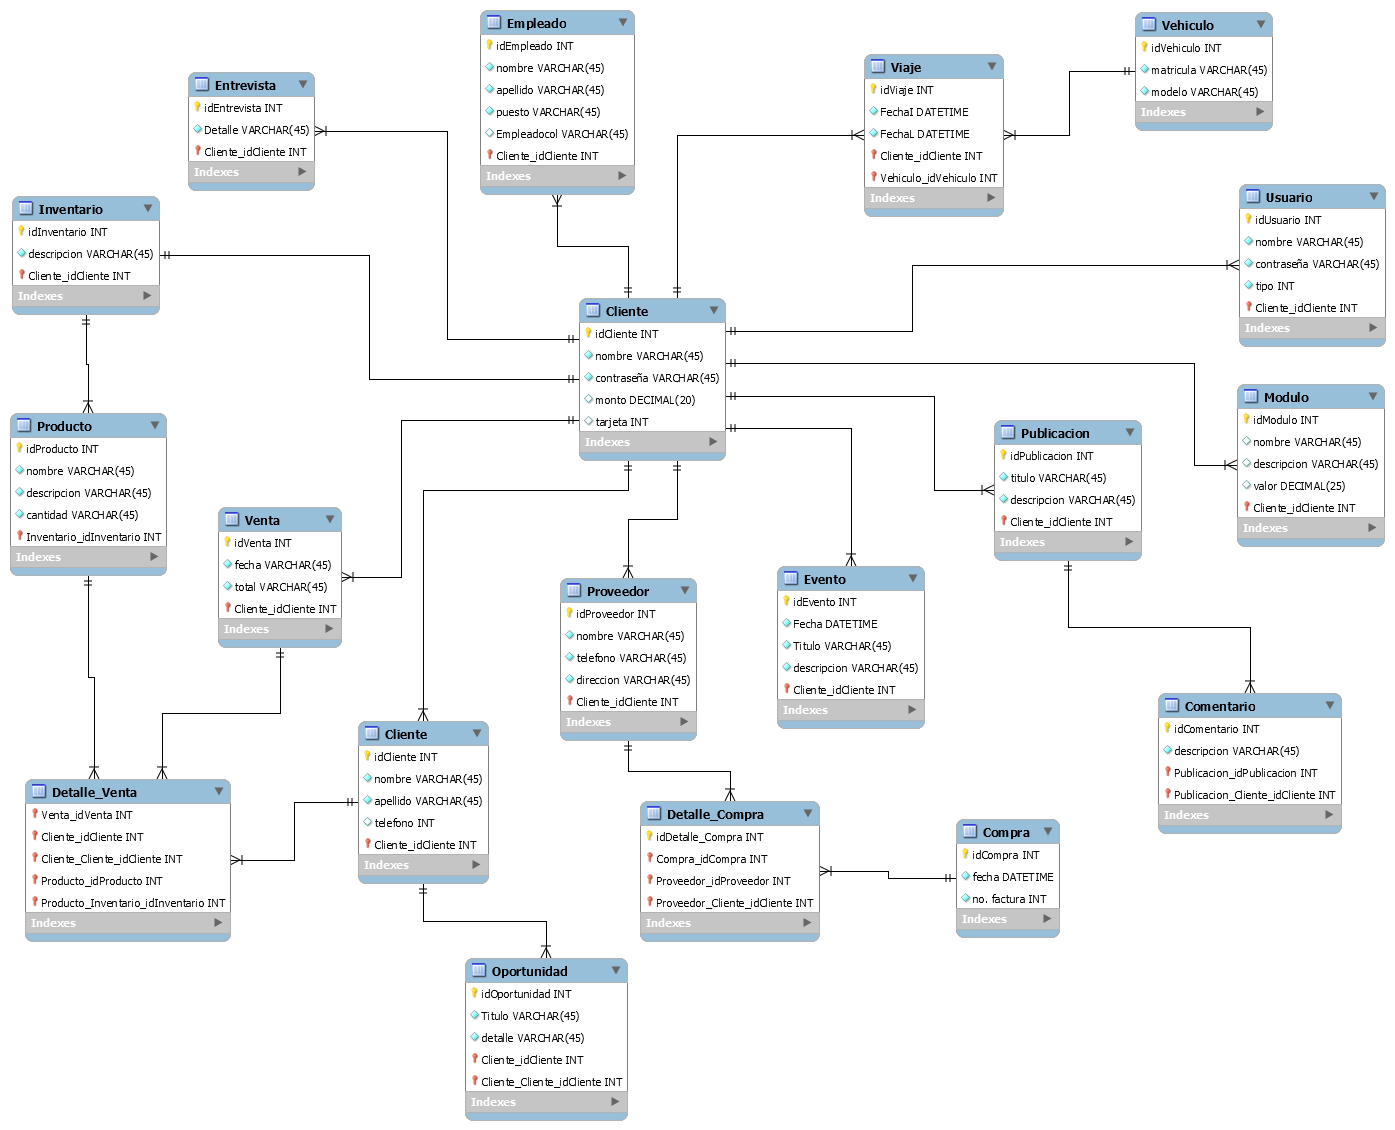 Empleado
idEmpleado INT
nombre VARCHAR(45)
apellido VARCHAR(45)
puesto VARCHAR(45)
Empleadocol VARCHAR(45)
Cliente_idCliente INT
Indexes
Vehiculo
idVehiculo INT
matricula VARCHAR(45)
modelo VARCHAR(45)
Indexes
Viaje
idViaje INT
FechaI DATETIME
FechaL DATETIME
Cliente_idCliente INT
Vehiculo_idVehiculo INT
Indexes
Entrevista
idEntrevista INT
Detalle VARCHAR(45)
Cliente_idCliente INT
Indexes
Usuario
idUsuario INT
nombre VARCHAR(45)
contraseña VARCHAR(45)
tipo INT
Cliente_idCliente INT
Indexes
Inventario
idInventario INT
descripcion VARCHAR(45)
Cliente_idCliente INT
Indexes
Cliente
idCliente INT
nombre VARCHAR(45)
contraseña VARCHAR(45)
monto DECIMAL(20)
tarjeta INT
Indexes
Modulo
idModulo INT
nombre VARCHAR(45)
descripcion VARCHAR(45)
valor DECIMAL(25)
Cliente_idCliente INT
Indexes
Producto
idProducto INT
nombre VARCHAR(45)
descripcion VARCHAR(45)
cantidad VARCHAR(45)
Inventario_idInventario INT
Indexes
Publicacion
idPublicacion INT
titulo VARCHAR(45)
descripcion VARCHAR(45)
Cliente_idCliente INT
Indexes
Venta
idVenta INT
fecha VARCHAR(45)
total VARCHAR(45)
Cliente_idCliente INT
Indexes
Evento
idEvento INT
Fecha DATETIME
Titulo VARCHAR(45)
descripcion VARCHAR(45)
Cliente_idCliente INT
Indexes
Proveedor
idProveedor INT
nombre VARCHAR(45)
telefono VARCHAR(45)
direccion VARCHAR(45)
Cliente_idCliente INT
Indexes
Comentario
idComentario INT
descripcion VARCHAR(45)
Publicacion_idPublicacion INT
Publicacion_Cliente_idCliente INT
Indexes
Cliente
idCliente INT
nombre VARCHAR(45)
apellido VARCHAR(45)
telefono INT
Cliente_idCliente INT
Indexes
Detalle_Venta
Venta_idVenta INT
Cliente_idCliente INT
Cliente_Cliente_idCliente INT
Producto_idProducto INT
Producto_Inventario_idInventario INT
Indexes
Detalle_Compra
idDetalle_Compra INT
Compra_idCompra INT
Proveedor_idProveedor INT
Proveedor_Cliente_idCliente INT
Indexes
Compra
idCompra INT
fecha DATETIME
no. factura INT
Indexes
Oportunidad
idOportunidad INT
Titulo VARCHAR(45)
detalle VARCHAR(45)
Cliente_idCliente INT
Cliente_Cliente_idCliente INT
Indexes